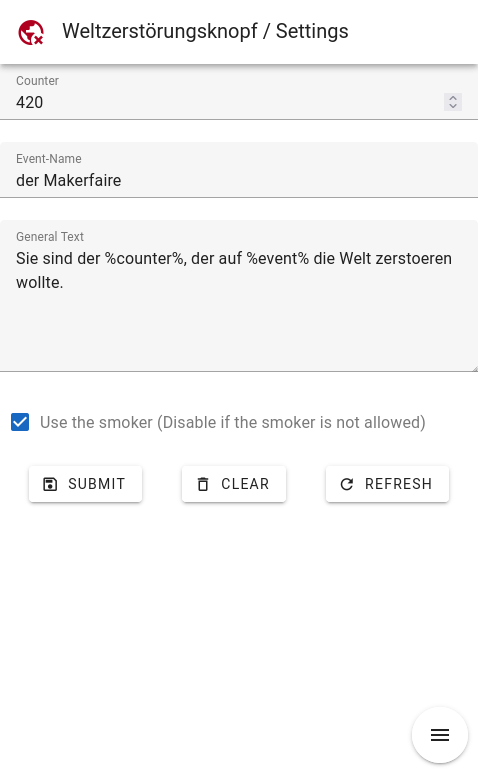 Weltzerstörungsknopf / Settings
Counter
420
Event-Name
der Makerfaire
General Text
Sie sind der %counter%, der auf %event% die Welt zerstoeren
wollte.
Use the smoker (Disable if the smoker is not allowed)
SUBMIT CLEAR REFRESH